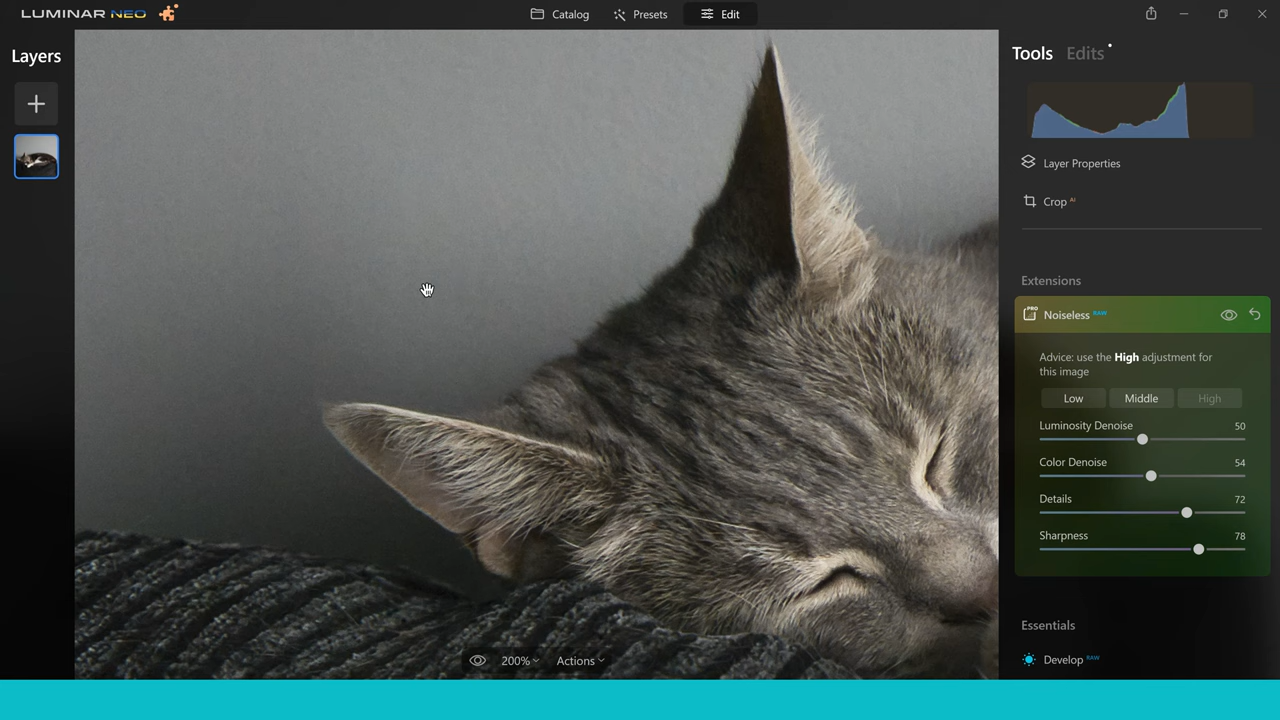 LUMINAR NEO
Catalog
Presets
Edit
Layers
Tools
Edits
Layer Properties
Crop AI
Extensions
PRO
Noiseless RAW
Advice: use the High adjustment for
this image
Low
Middle
High
Luminosity Denoise 50
Color Denoise 54
Details 72
Sharpness 78
Essentials
Develop RAW
200%
Actions